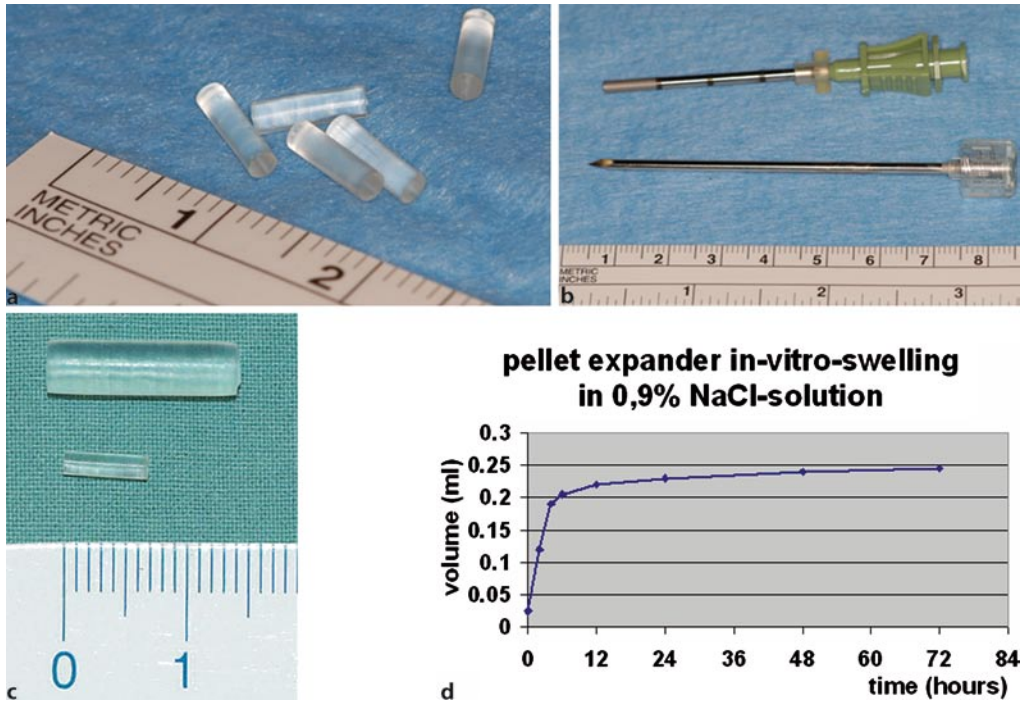 1
2
METRIC
INCHES
a
1 2 3 4 5 6 7 8
METRIC
INCHES
1 2 3
b
0 1
c
pellet expander in-vitro-swelling
in 0,9% NaCl-solution
0.3
0.25
0.2
0.15
0.1
0.05
0
volume (ml)
0 12 24 36 48 60 72 84
time (hours)
d